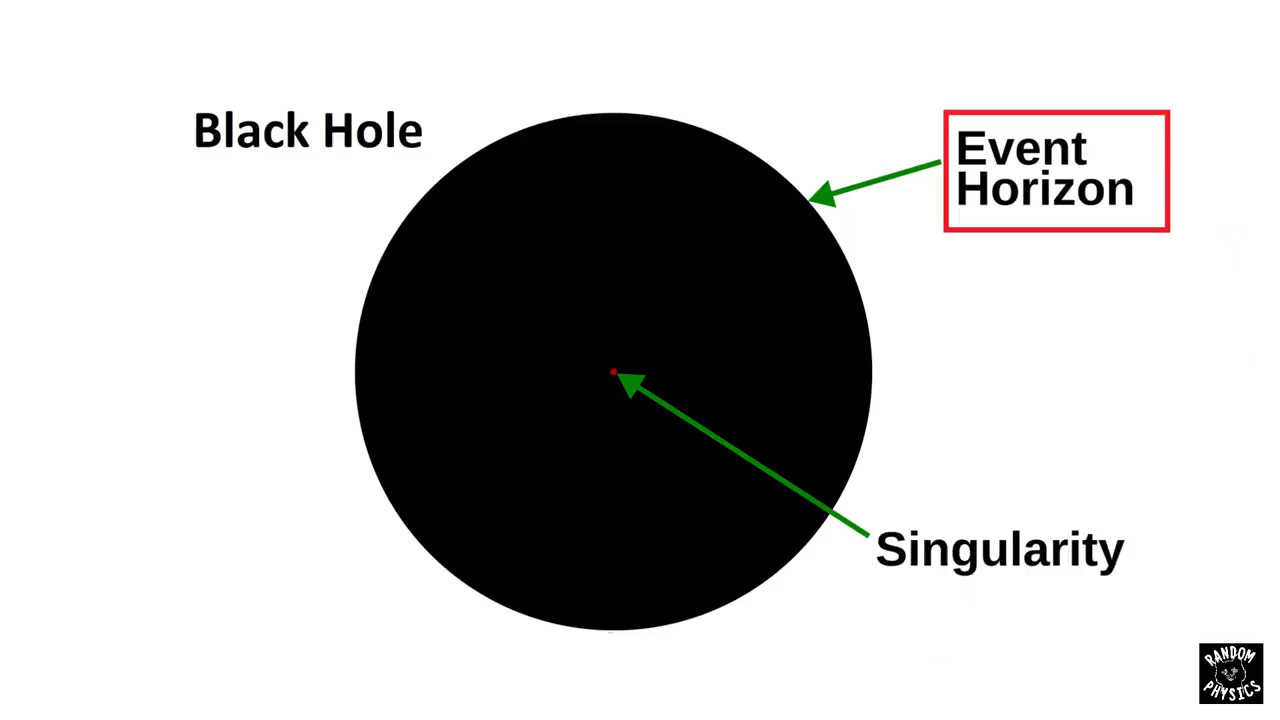 Black Hole
Event
Horizon
Singularity
RANDOM
PHYSICS